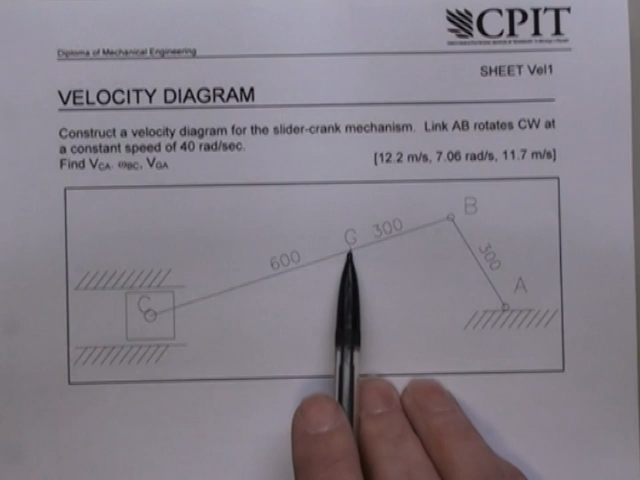 CPIT
Diploma of Mechanical Engineering
SHEET Vel1
VELOCITY DIAGRAM
Construct a velocity diagram for the slider-crank mechanism. Link AB rotates CW at
a constant speed of 40 rad/sec.
Find VCA, ωBC, VGA
[12.2 m/s, 7.06 rad/s, 11.7 m/s]
B
G
300
600
300
A
C